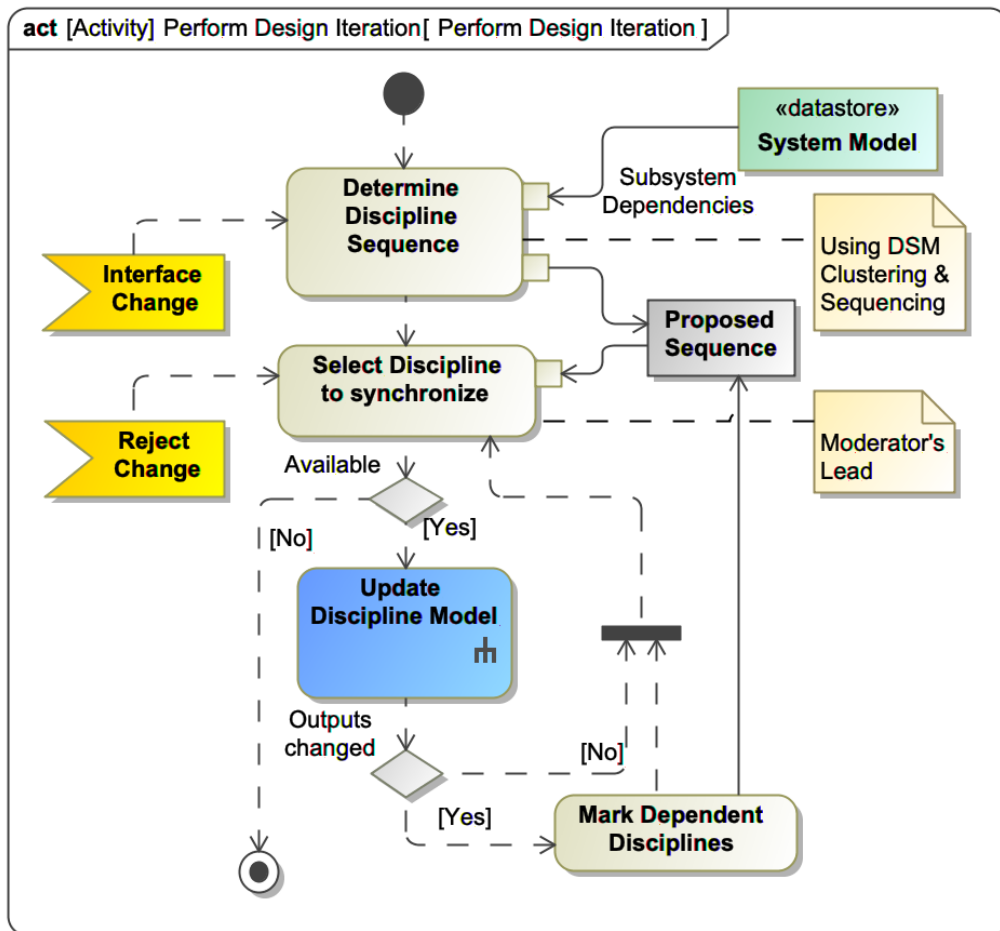 act [Activity] Perform Design Iteration[ Perform Design Iteration ]
«datastore»
System Model
Determine
Discipline
Sequence
Subsystem
Dependencies
Using DSM
Clustering &
Sequencing
Interface
Change
Proposed
Sequence
Select Discipline
to synchronize
Reject
Change
Moderator's
Lead
Available
[No]
[Yes]
Update
Discipline Model
Outputs
changed
[No]
[Yes]
Mark Dependent
Disciplines